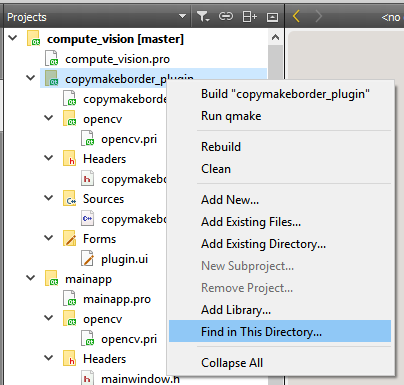 Projects
<no
compute_vision [master]
compute_vision.pro
copymakeborder_plugin
copymakeborde
opencv
opencv.pri
Headers
copymakebo
Sources
copymakebo
Forms
plugin.ui
mainapp
mainapp.pro
opencv
opencv.pri
Headers
mainwindow.h
Build "copymakeborder_plugin"
Run qmake
Rebuild
Clean
Add New...
Add Existing Files...
Add Existing Directory...
New Subproject...
Remove Project...
Add Library...
Find in This Directory...
Collapse All